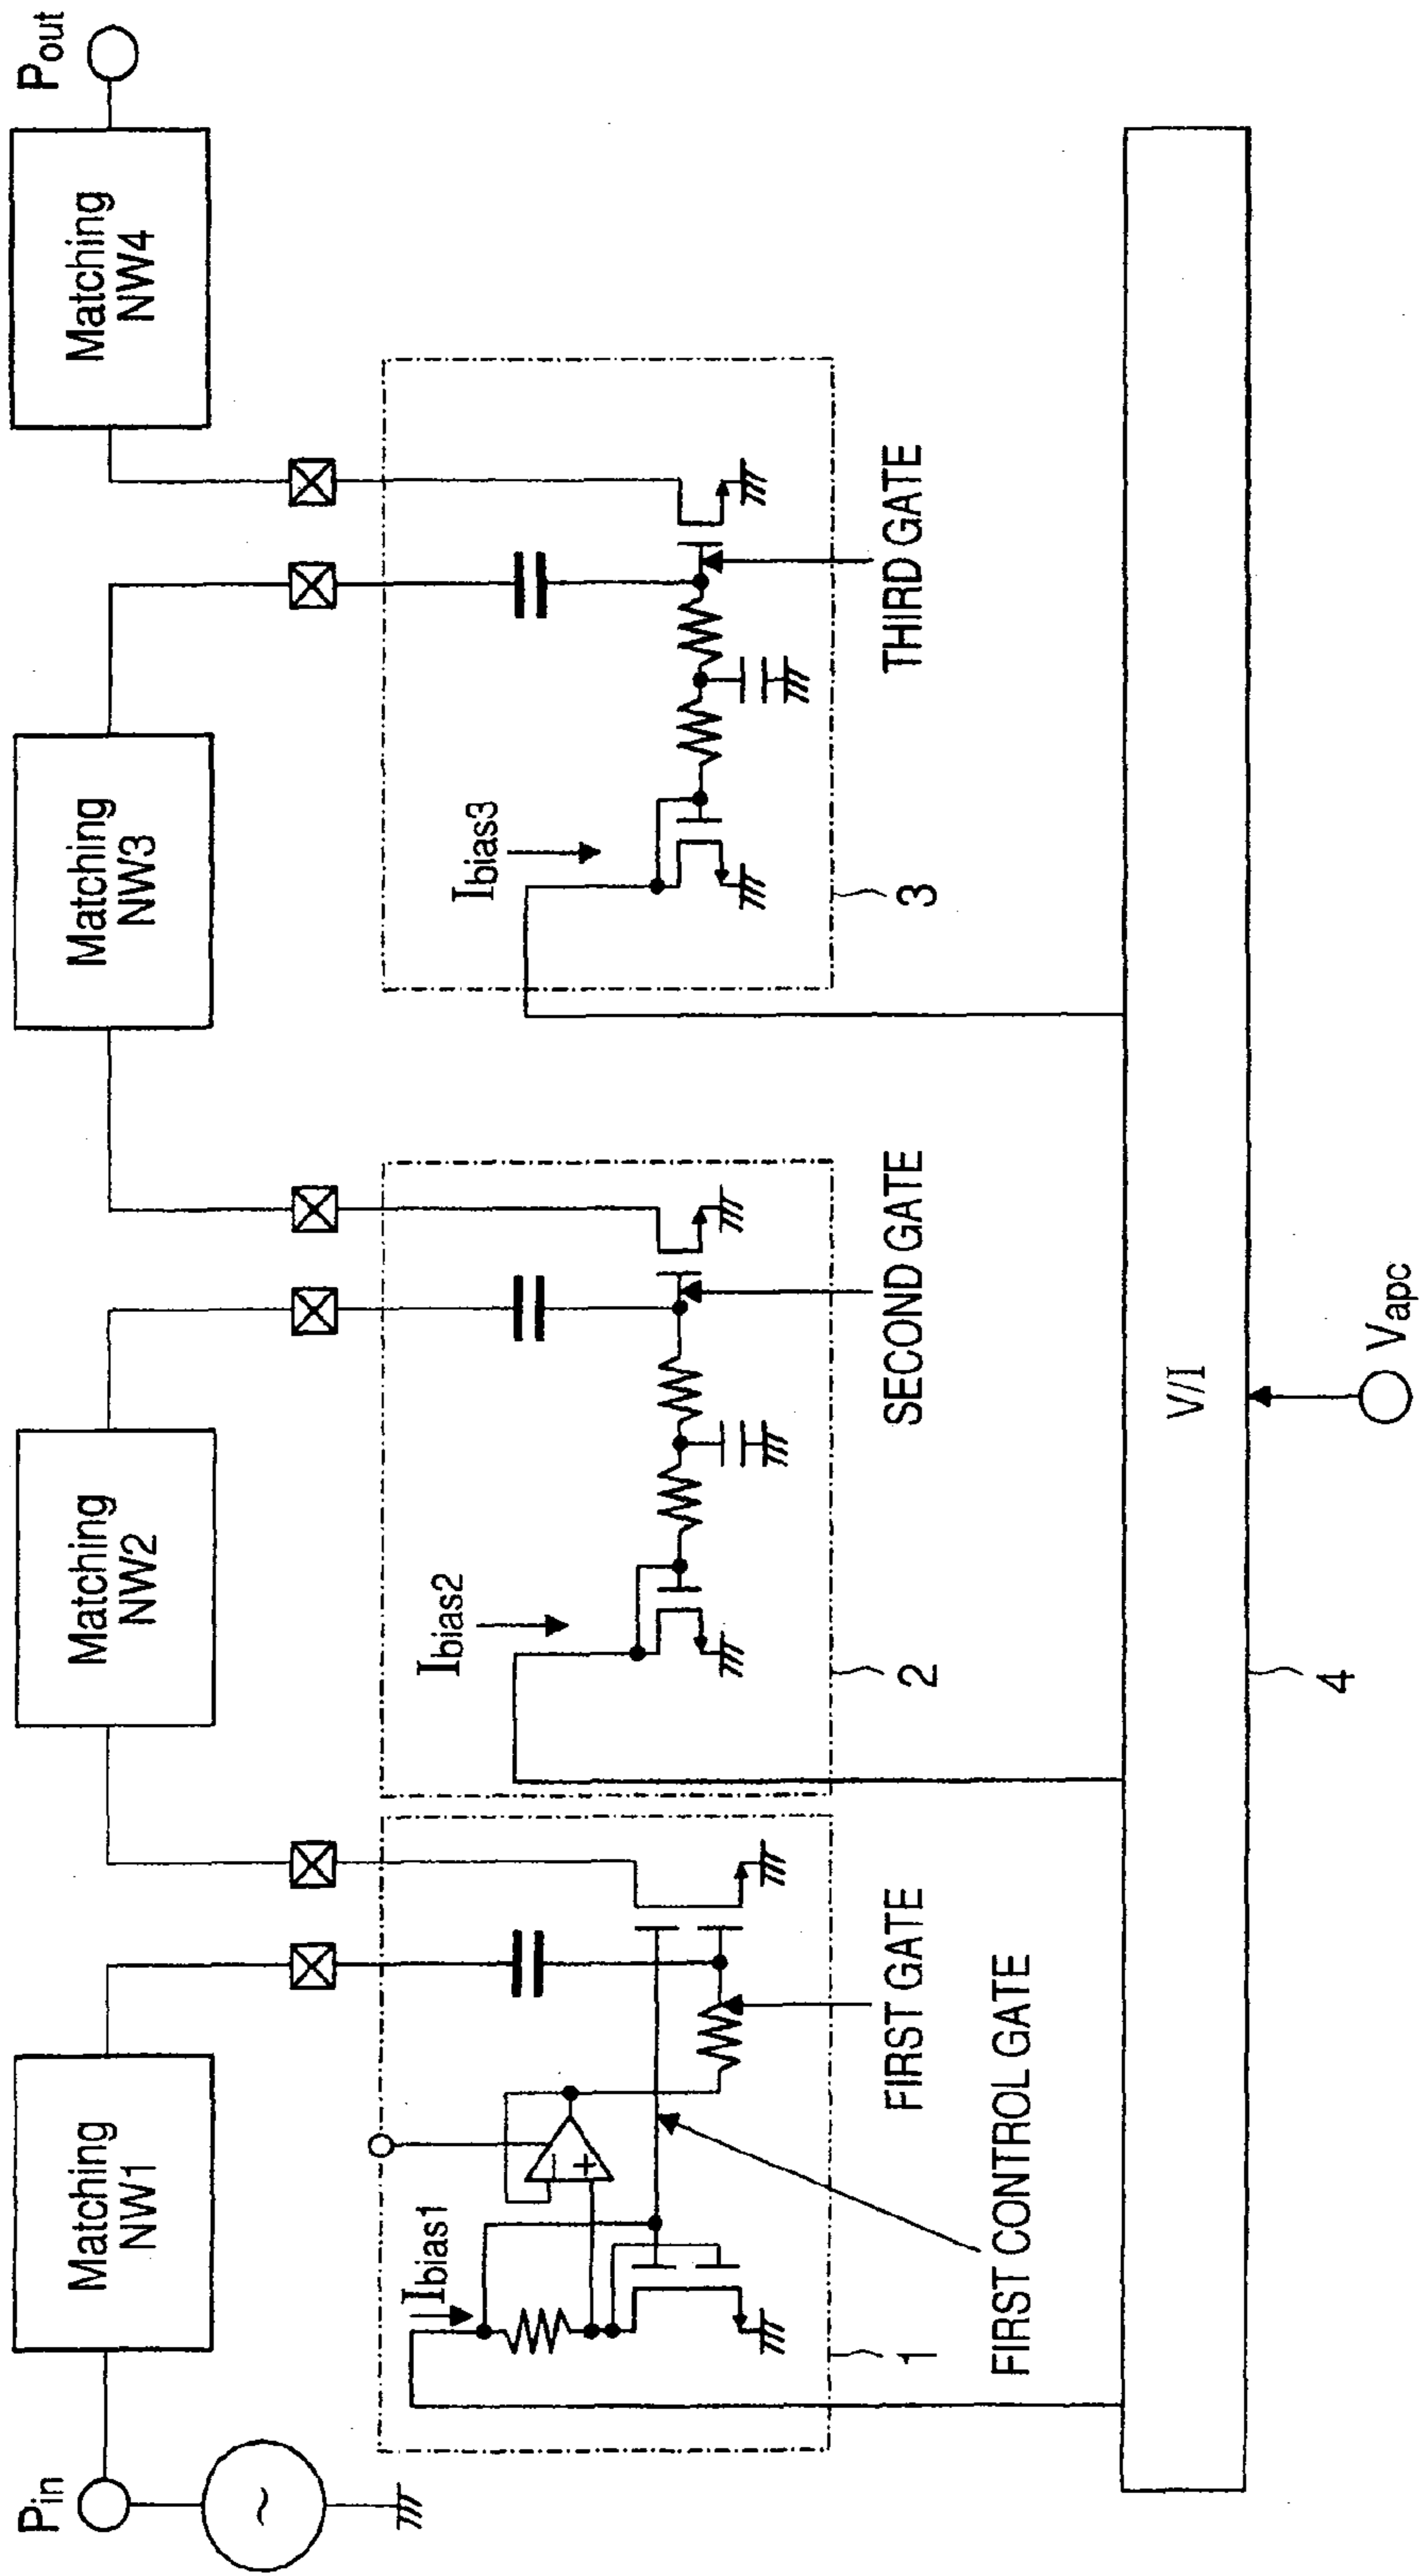 Pin
~
Matching
NW1
Matching
NW2
Matching
NW3
Matching
NW4
Pout
Ibias1
+
−
Ibias2
Ibias3
1
FIRST GATE
FIRST CONTROL GATE
2
SECOND GATE
3
THIRD GATE
V/I
4
Vapc